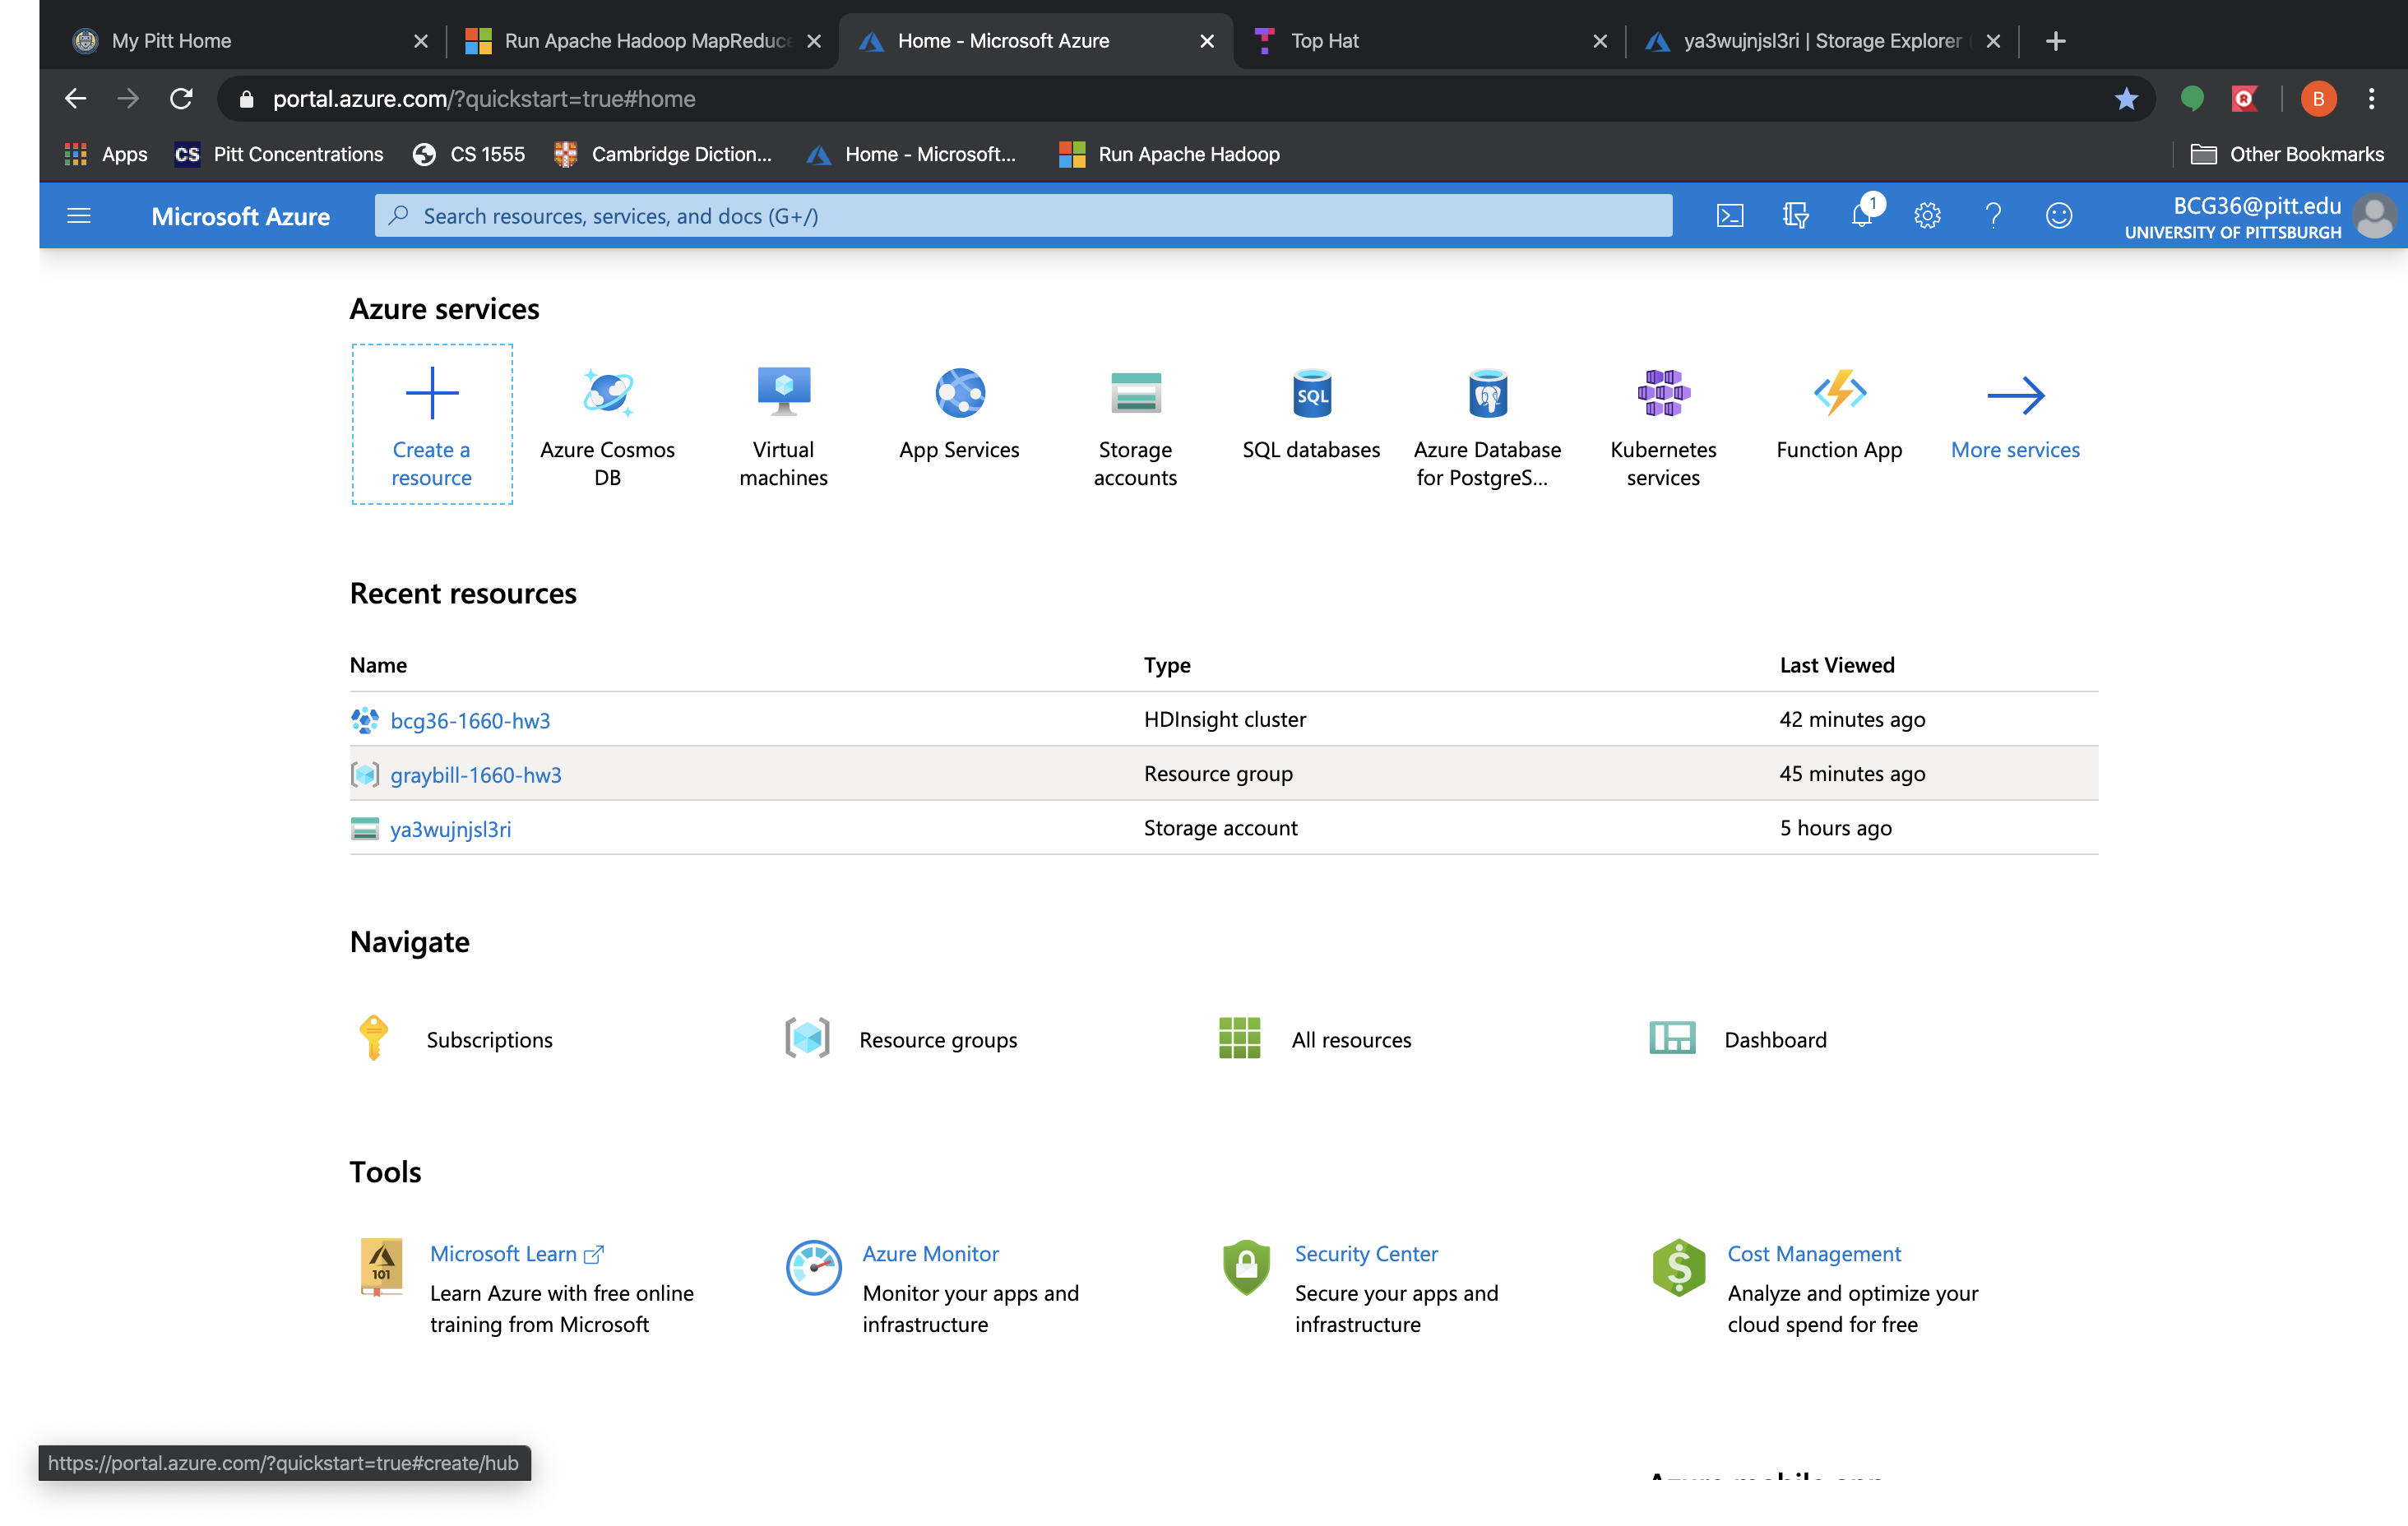 My Pitt Home
Run Apache Hadoop MapReduce
Home - Microsoft Azure
Top Hat
ya3wujnjsl3ri | Storage Explorer
portal.azure.com/?quickstart=true#home
B
Apps
CS Pitt Concentrations
CS 1555
Cambridge Diction...
Home - Microsoft...
Run Apache Hadoop
Other Bookmarks
Microsoft Azure
Search resources, services, and docs (G+/)
1
BCG36@pitt.edu
UNIVERSITY OF PITTSBURGH
Azure services
Create a
resource
Azure Cosmos
DB
Virtual
machines
App Services
Storage
accounts
SQL
SQL databases
Azure Database
for PostgreS...
Kubernetes
services
Function App
More services
Recent resources
Name Type Last Viewed
bcg36-1660-hw3 HDInsight cluster 42 minutes ago
graybill-1660-hw3 Resource group 45 minutes ago
ya3wujnjsl3ri Storage account 5 hours ago
Navigate
Subscriptions
Resource groups
All resources
Dashboard
Tools
101
Microsoft Learn
Learn Azure with free online
training from Microsoft
Azure Monitor
Monitor your apps and
infrastructure
Security Center
Secure your apps and
infrastructure
Cost Management
Analyze and optimize your
cloud spend for free
https://portal.azure.com/?quickstart=true#create/hub
Azure mobile app